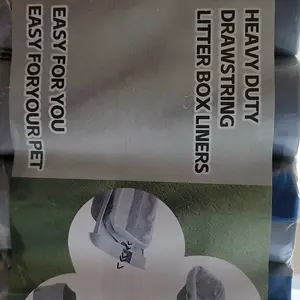 HEAVY DUTY
DRAWSTRING
LITTER BOX LINERS
EASY FOR YOU
EASY FORYOUR PET